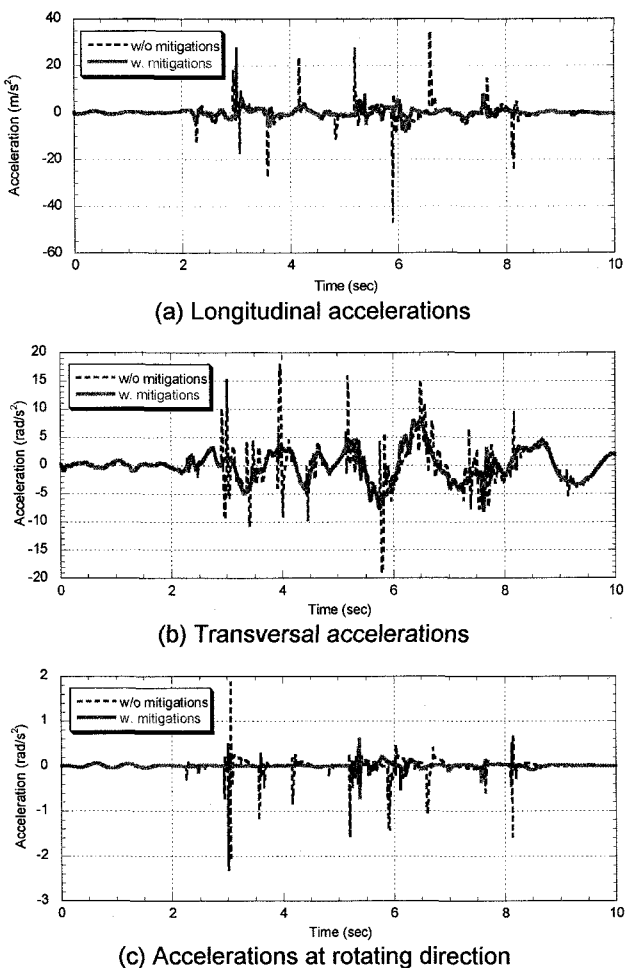 40
20
0
-20
-40
-60
Acceleration (m/s²)
w/o mitigations
w. mitigations
0 2 4 6 8 10
Time (sec)
(a) Longitudinal accelerations
20
15
10
5
0
-5
-10
-15
-20
Acceleration (rad/s²)
w/o mitigations
w. mitigations
0 2 4 6 8 10
Time (sec)
(b) Transversal accelerations
2
1
0
-1
-2
-3
Acceleration (rad/s²)
w/o mitigations
w. mitigations
0 2 4 6 8 10
Time (sec)
(c) Accelerations at rotating direction